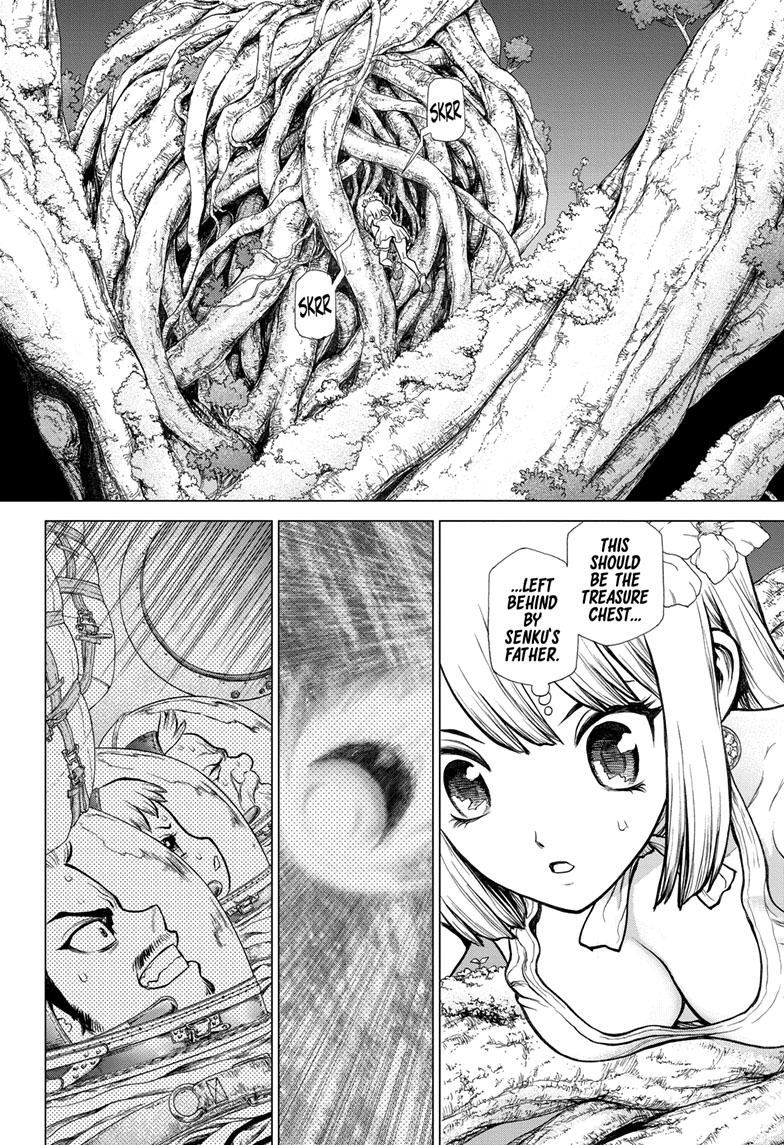 SKRR
SKRR
THIS
SHOULD
BE THE
TREASURE
CHEST...
...LEFT
BEHIND
BY
SENKU'S
FATHER.